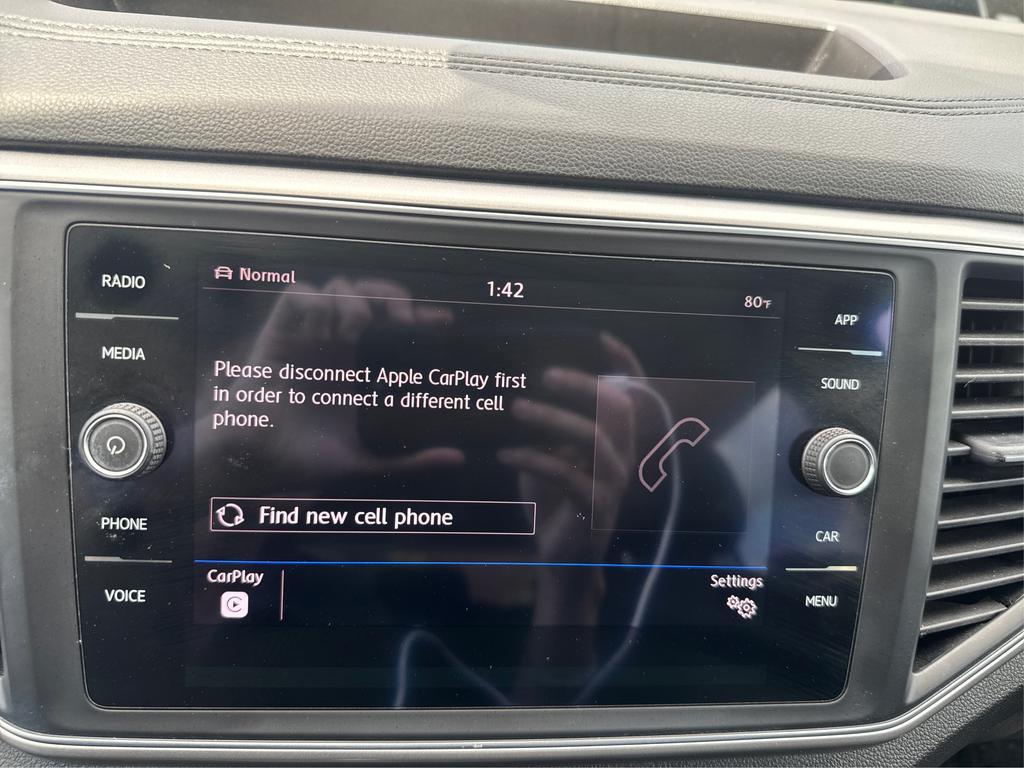 RADIO
MEDIA
PHONE
VOICE
Normal
1:42
80°F
Please disconnect Apple CarPlay first
in order to connect a different cell
phone.
Find new cell phone
CarPlay
Settings
APP
SOUND
CAR
MENU